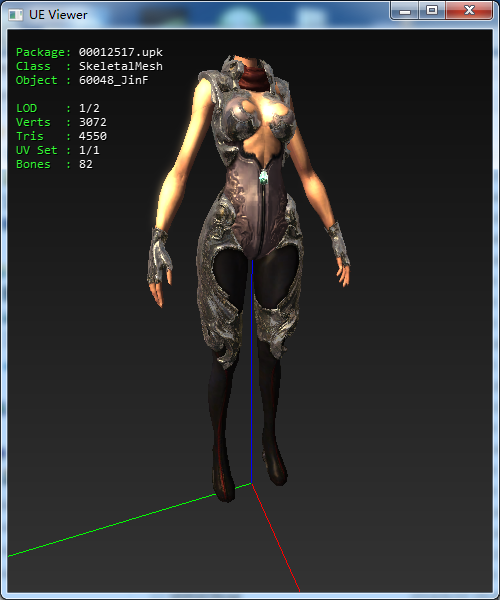 UE Viewer
Package: 00012517.upk
Class : SkeletalMesh
Object : 60048_JinF
LOD : 1/2
Verts : 3072
Tris : 4550
UV Set : 1/1
Bones : 82